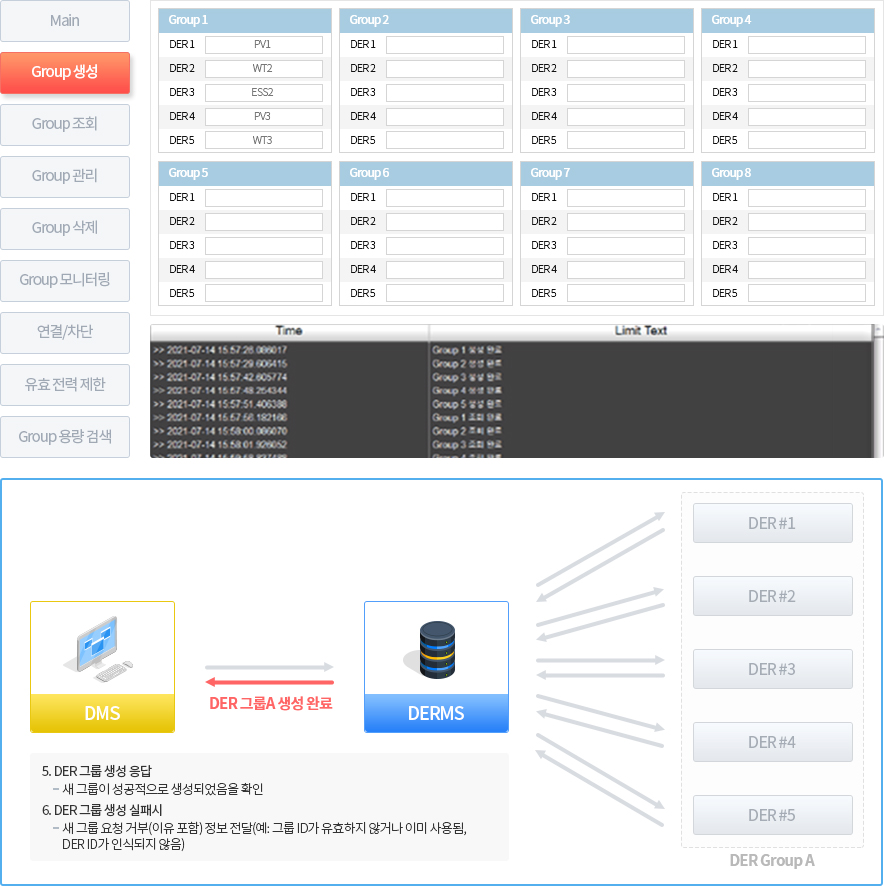 Main
Group 생성
Group 조회
Group 관리
Group 삭제
Group 모니터링
연결/차단
유효 전력 제한
Group 용량 검색
Group 1
DER1 PV1
DER2 WT2
DER3 ESS2
DER4 PV3
DER5 WT3
Group 2
DER1
DER2
DER3
DER4
DER5
Group 3
DER1
DER2
DER3
DER4
DER5
Group 4
DER1
DER2
DER3
DER4
DER5
Group 5
DER1
DER2
DER3
DER4
DER5
Group 6
DER1
DER2
DER3
DER4
DER5
Group 7
DER1
DER2
DER3
DER4
DER5
Group 8
DER1
DER2
DER3
DER4
DER5
Time Limit Text
>> 2021-07-14 15:57:26.086017 Group 1 생성 완료
>> 2021-07-14 15:57:29.606415 Group 2 생성 완료
>> 2021-07-14 15:57:42.605774 Group 3 생성 완료
>> 2021-07-14 15:57:48.254344 Group 4 생성 완료
>> 2021-07-14 15:57:51.406388 Group 5 생성 완료
>> 2021-07-14 15:57:56.182166 Group 1 조회 완료
>> 2021-07-14 15:58:00.086070 Group 2 조회 완료
>> 2021-07-14 15:58:01.926052 Group 3 조회 완료
DMS
DER 그룹A 생성 완료
DERMS
DER #1
DER #2
DER #3
DER #4
DER #5
DER Group A
5. DER 그룹 생성 응답
– 새 그룹이 성공적으로 생성되었음을 확인
6. DER 그룹 생성 실패시
– 새 그룹 요청 거부(이유 포함) 정보 전달(예: 그룹 ID가 유효하지 않거나 이미 사용됨,
DER ID가 인식되지 않음)